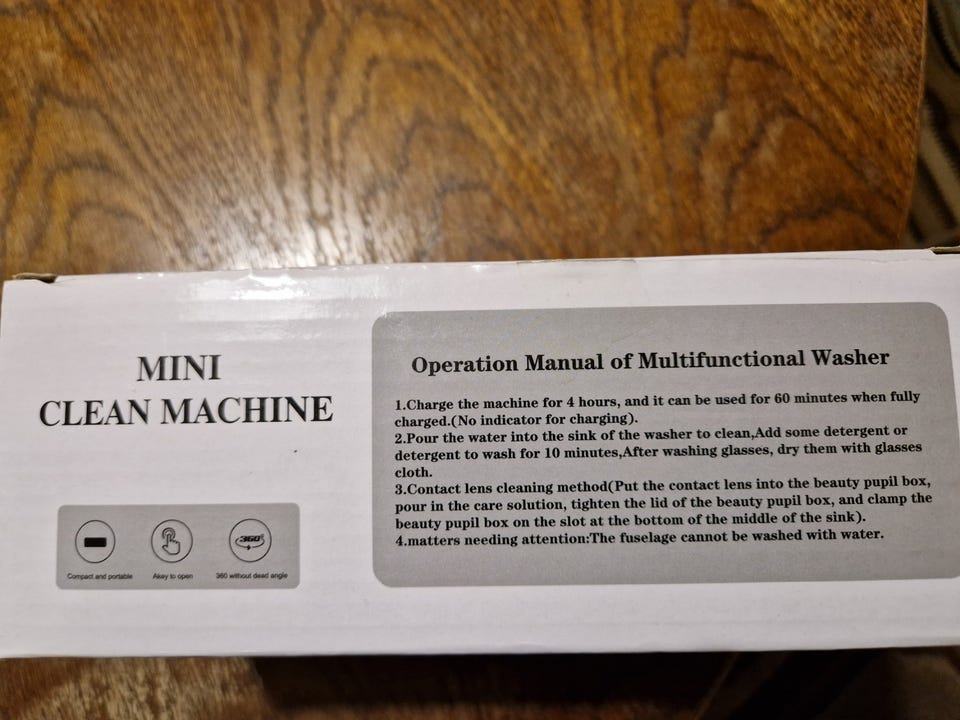 MINI
CLEAN MACHINE
360°
Compact and portable
Akey to open
360 without dead angle
Operation Manual of Multifunctional Washer
1.Charge the machine for 4 hours, and it can be used for 60 minutes when fully
charged.(No indicator for charging).
2.Pour the water into the sink of the washer to clean,Add some detergent or
detergent to wash for 10 minutes,After washing glasses, dry them with glasses
cloth.
3.Contact lens cleaning method(Put the contact lens into the beauty pupil box,
pour in the care solution, tighten the lid of the beauty pupil box, and clamp the
beauty pupil box on the slot at the bottom of the middle of the sink).
4.matters needing attention:The fuselage cannot be washed with water.